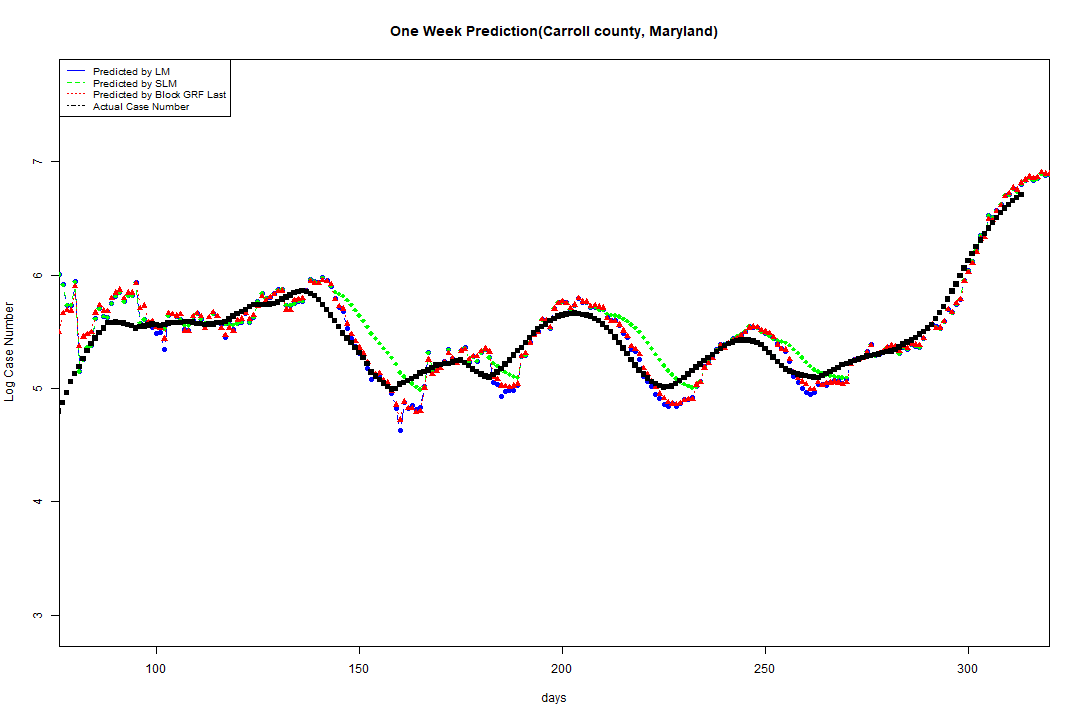 One Week Prediction(Carroll county, Maryland)
Predicted by LM
Predicted by SLM
Predicted by Block GRF Last
Actual Case Number
7
6
5
4
3
Log Case Number
100 150 200 250 300
days